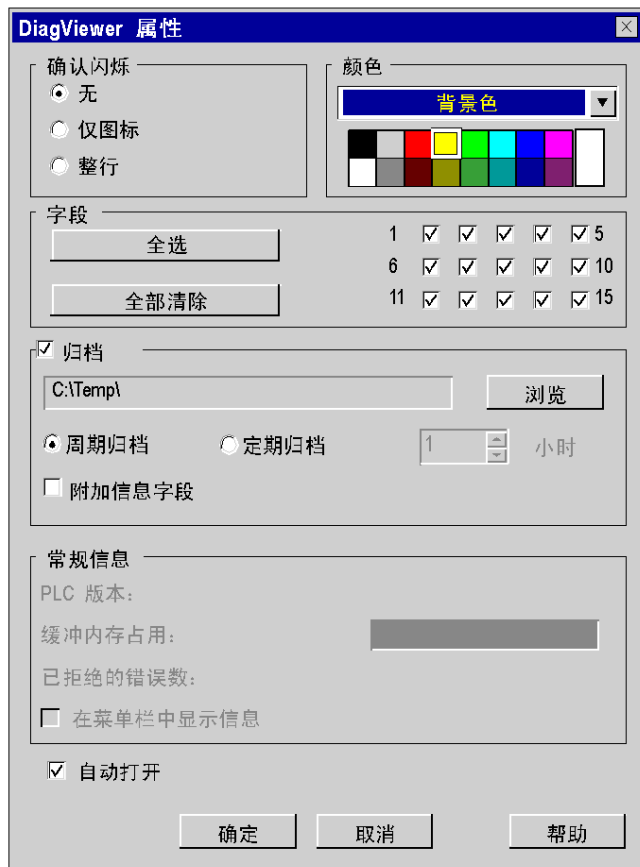 DiagViewer 属性
确认闪烁
无
仅图标
整行
颜色
背景色
字段
全选
全部清除
1 5
6 10
11 15
归档
C:\Temp\
浏览
周期归档 定期归档 1 小时
附加信息字段
常规信息
PLC 版本：
缓冲内存占用：
已拒绝的错误数：
在菜单栏中显示信息
自动打开
确定 取消 帮助